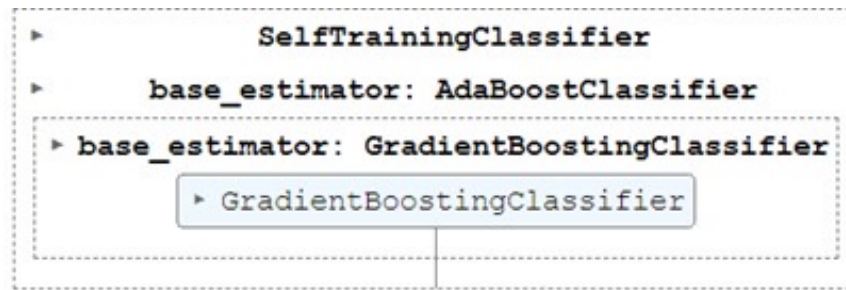 SelfTrainingClassifier
base_estimator: AdaBoostClassifier
base_estimator: GradientBoostingClassifier
GradientBoostingClassifier